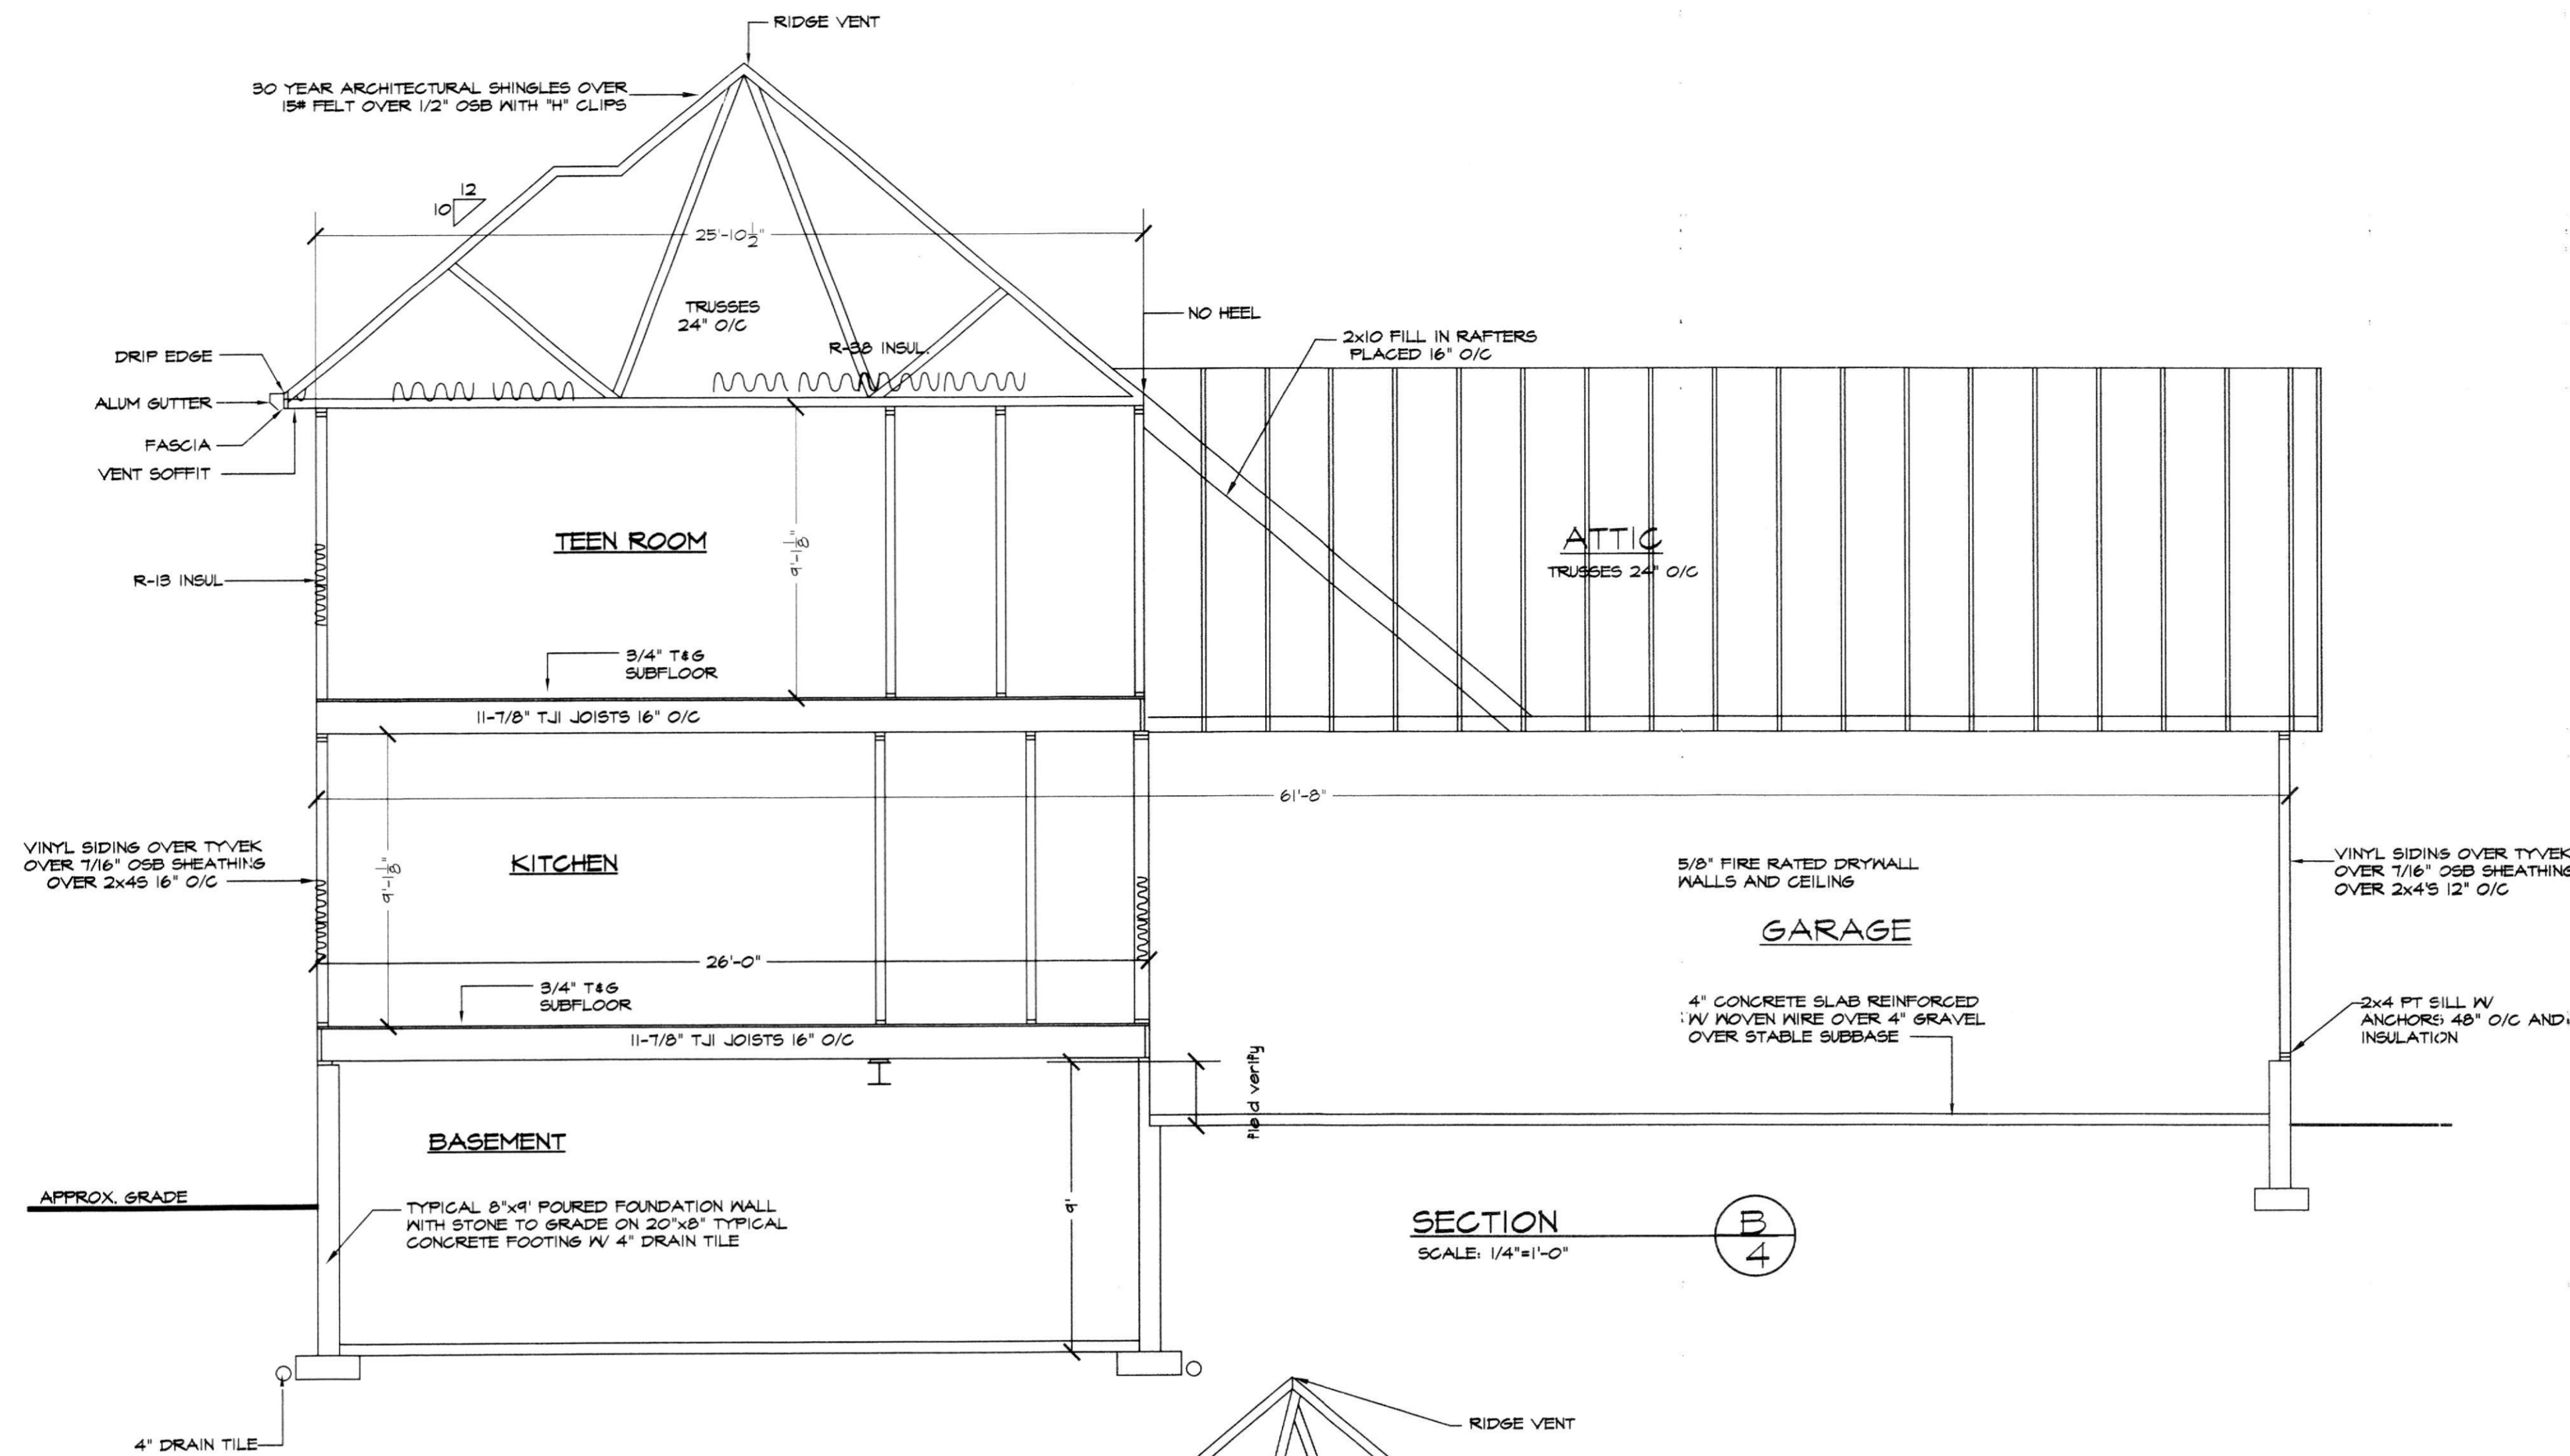 RIDGE VENT
30 YEAR ARCHITECTURAL SHINGLES OVER
15# FELT OVER 1/2" OSB WITH "H" CLIPS
12
10
25'-10 1/2"
TRUSSES
24" O/C
R-38 INSUL.
NO HEEL
2x10 FILL IN RAFTERS
PLACED 16" O/C
DRIP EDGE
ALUM GUTTER
FASCIA
VENT SOFFIT
TEEN ROOM
9'-1 1/8"
ATTIC
TRUSSES 24" O/C
R-13 INSUL
3/4" T&G
SUBFLOOR
11-7/8" TJI JOISTS 16" O/C
61'-8"
VINYL SIDING OVER TYVEK
OVER 7/16" OSB SHEATHING
OVER 2x4S 16" O/C
9'-1 1/8"
KITCHEN
5/8" FIRE RATED DRYWALL
WALLS AND CEILING
VINYL SIDING OVER TYVEK
OVER 7/16" OSB SHEATHING
OVER 2x4'S 12" O/C
GARAGE
26'-0"
3/4" T&G
SUBFLOOR
4" CONCRETE SLAB REINFORCED
W/ WOVEN WIRE OVER 4" GRAVEL
OVER STABLE SUBBASE
2x4 PT SILL W/
ANCHORS 48" O/C AND
INSULATION
11-7/8" TJI JOISTS 16" O/C
field verify
BASEMENT
APPROX. GRADE
TYPICAL 8"x9' POURED FOUNDATION WALL
WITH STONE TO GRADE ON 20"x8" TYPICAL
CONCRETE FOOTING W/ 4" DRAIN TILE
9'
SECTION
SCALE: 1/4"=1'-0"
B
4
RIDGE VENT
4" DRAIN TILE